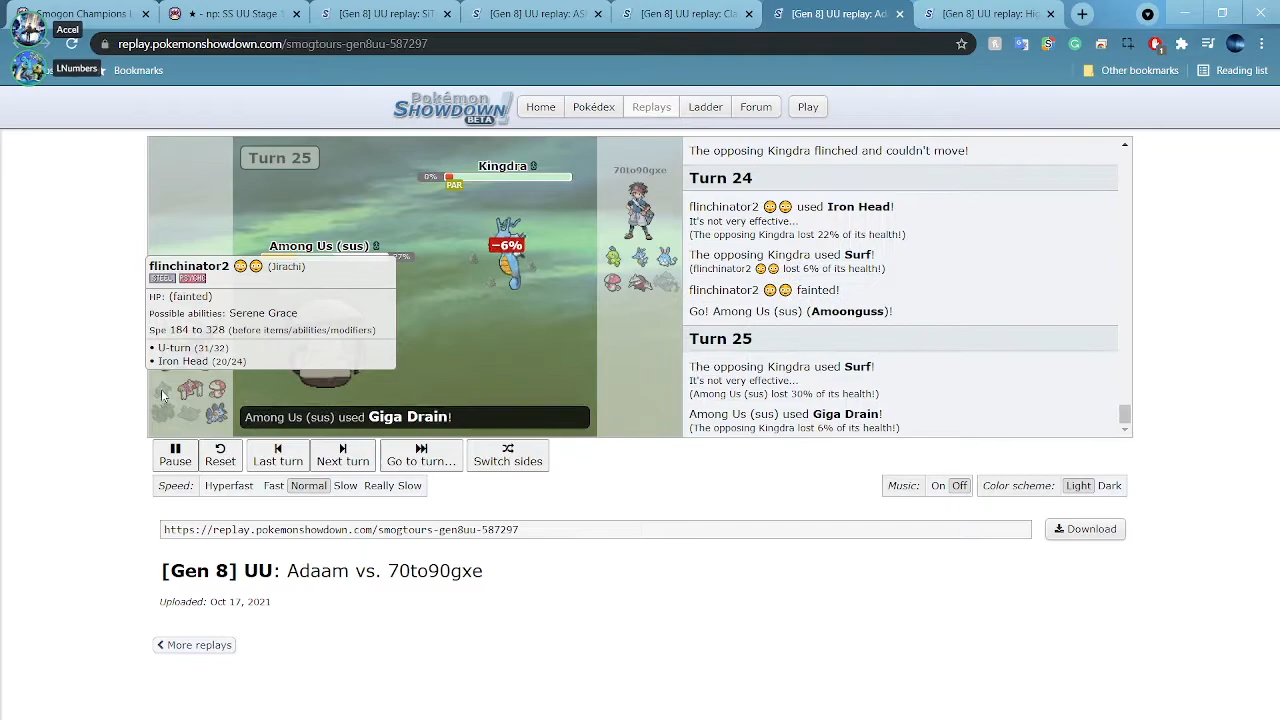 Smogon Champions L
★ - np: SS UU Stage
[Gen 8] UU replay: SiT
[Gen 8] UU replay: AS
[Gen 8] UU replay: C
[Gen 8] UU replay: Ad
[Gen 8] UU replay: Hig
Accel
replay.pokemonshowdown.com/smogtours-gen8uu-587297
LNumbers
Bookmarks
Other bookmarks
Reading list
Pokémon
SHOWDOWN!
BETA
Home
Pokédex
Replays
Ladder
Forum
Play
Turn 25
Kingdra
0%
PAR
Among Us (sus)
-6%
flinchinator2 😳 😳 (Jirachi)
STEEL PSYCHC
HP: (fainted)
Possible abilities: Serene Grace
Spe 184 to 328 (before items/abilities/modifiers)
• U-turn (31/32)
• Iron Head (20/24)
Among Us (sus) used Giga Drain!
70to90gxe
The opposing Kingdra flinched and couldn't move!
Turn 24
flinchinator2 😳 😳 used Iron Head!
It's not very effective...
(The opposing Kingdra lost 22% of its health!)
The opposing Kingdra used Surf!
(flinchinator2 😳 😳 lost 6% of its health!)
flinchinator2 😳 😳 fainted!
Go! Among Us (sus) (Amoonguss)!
Turn 25
The opposing Kingdra used Surf!
It's not very effective...
(Among Us (sus) lost 30% of its health!)
Among Us (sus) used Giga Drain!
(The opposing Kingdra lost 6% of its health!)
Pause
Reset
Last turn
Next turn
Go to turn...
Switch sides
Speed: Hyperfast Fast Normal Slow Really Slow
Music: On Off
Color scheme: Light Dark
https://replay.pokemonshowdown.com/smogtours-gen8uu-587297
Download
[Gen 8] UU: Adaam vs. 70to90gxe
Uploaded: Oct 17, 2021
More replays